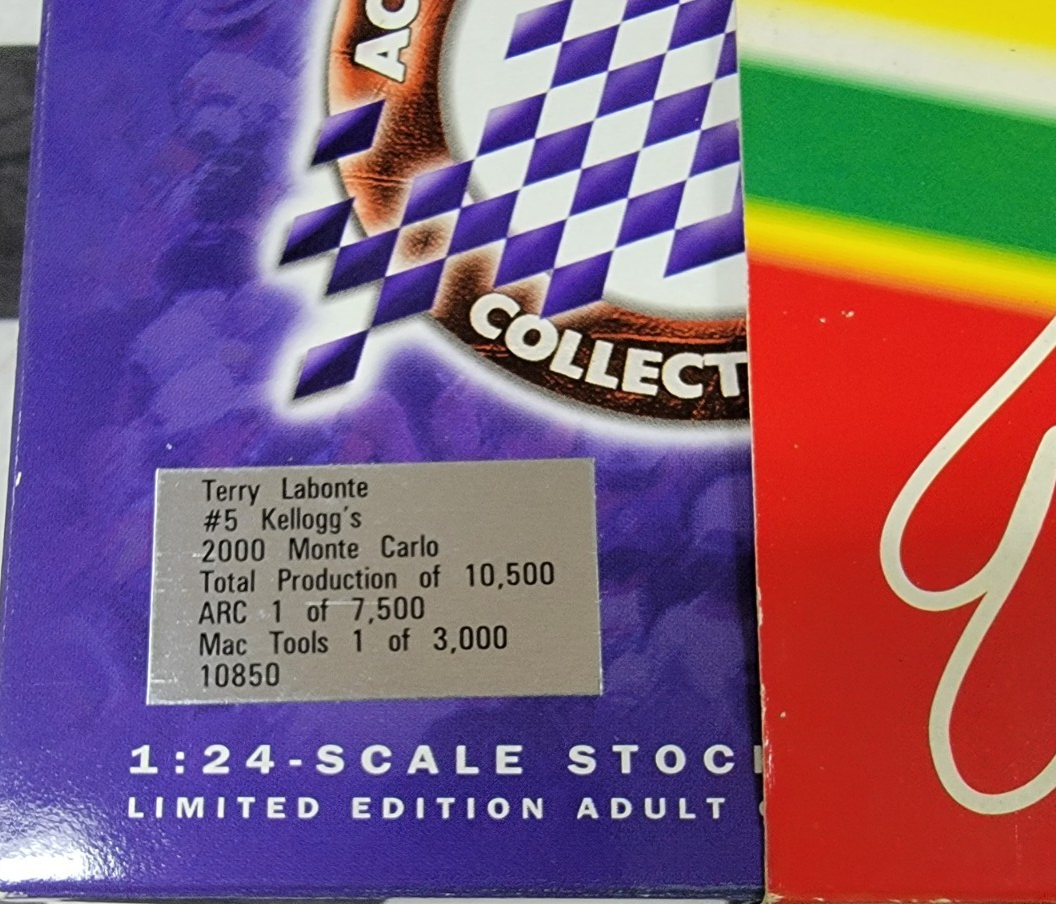 AC
COLLECT
Terry Labonte
#5 Kellogg's
2000 Monte Carlo
Total Production of 10,500
ARC 1 of 7,500
Mac Tools 1 of 3,000
10850
1:24-SCALE STOC
LIMITED EDITION ADULT